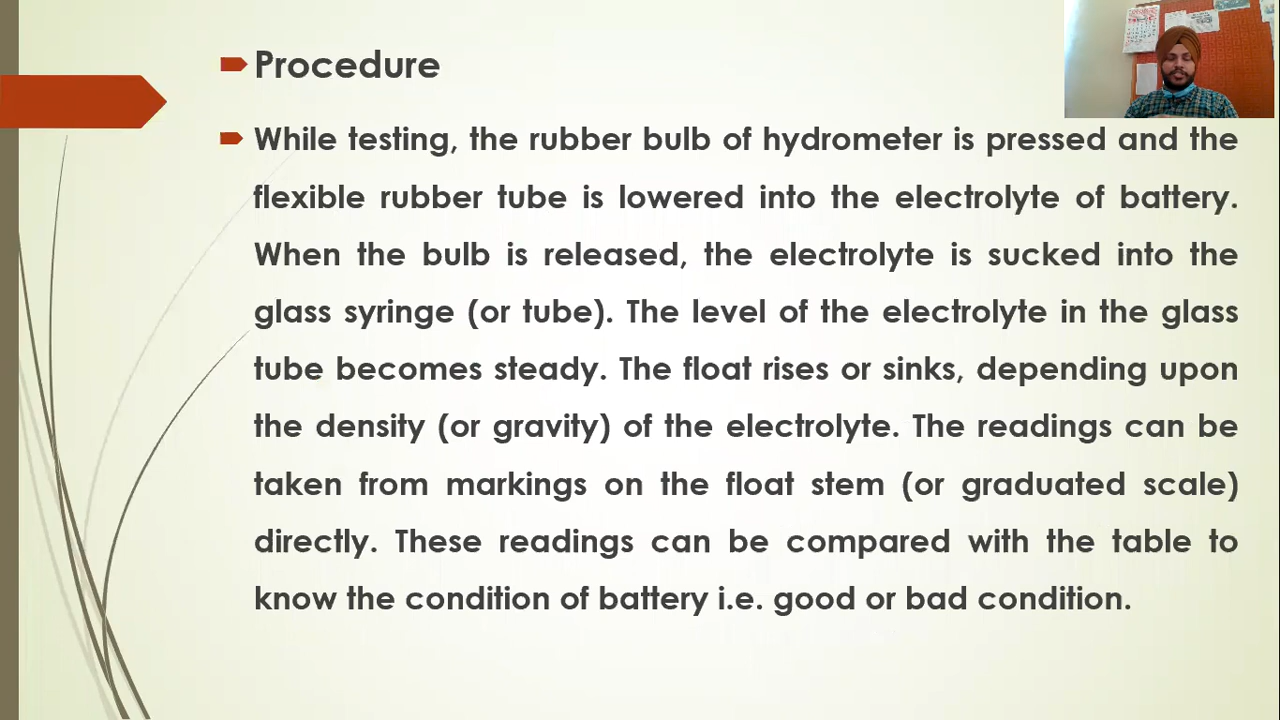 Procedure
While testing, the rubber bulb of hydrometer is pressed and the
flexible rubber tube is lowered into the electrolyte of battery.
When the bulb is released, the electrolyte is sucked into the
glass syringe (or tube). The level of the electrolyte in the glass
tube becomes steady. The float rises or sinks, depending upon
the density (or gravity) of the electrolyte. The readings can be
taken from markings on the float stem (or graduated scale)
directly. These readings can be compared with the table to
know the condition of battery i.e. good or bad condition.